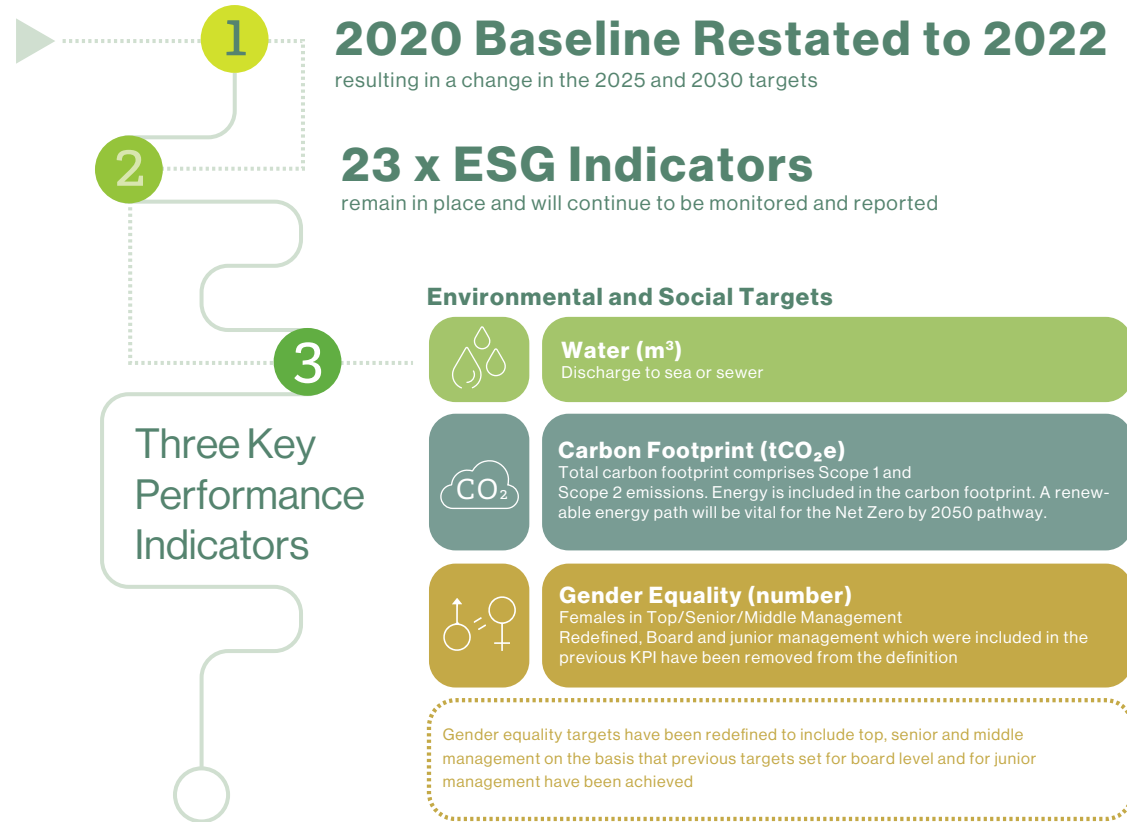 1
2020 Baseline Restated to 2022
resulting in a change in the 2025 and 2030 targets
2
23 x ESG Indicators
remain in place and will continue to be monitored and reported
3
Three Key
Performance
Indicators
Environmental and Social Targets
Water (m³)
Discharge to sea or sewer
CO₂
Carbon Footprint (tCO₂e)
Total carbon footprint comprises Scope 1 and
Scope 2 emissions. Energy is included in the carbon footprint. A renew-
able energy path will be vital for the Net Zero by 2050 pathway.
Gender Equality (number)
Females in Top/Senior/Middle Management
Redefined, Board and junior management which were included in the
previous KPI have been removed from the definition
Gender equality targets have been redefined to include top, senior and middle
management on the basis that previous targets set for board level and for junior
management have been achieved